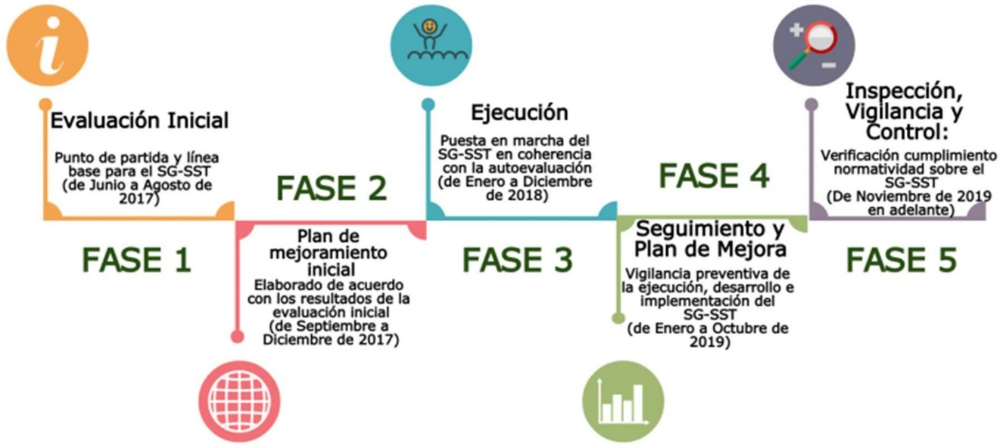 i
Evaluación Inicial
Punto de partida y línea
base para el SG-SST
(de Junio a Agosto de
2017)
FASE 1
FASE 2
Plan de
mejoramiento
inicial
Elaborado de acuerdo
con los resultados de la
evaluación inicial
(de Septiembre a
Diciembre de 2017)
Ejecución
Puesta en marcha del
SG-SST en coherencia
con la autoevaluación
(de Enero a Diciembre
de 2018)
FASE 3
FASE 4
Seguimiento y
Plan de Mejora
Vigilancia preventiva de
la ejecución, desarrollo e
implementación del
SG-SST
(de Enero a Octubre de
2019)
Inspección,
Vigilancia y
Control:
Verificación cumplimiento
normatividad sobre el
SG-SST
(De Noviembre de 2019
en adelante)
FASE 5